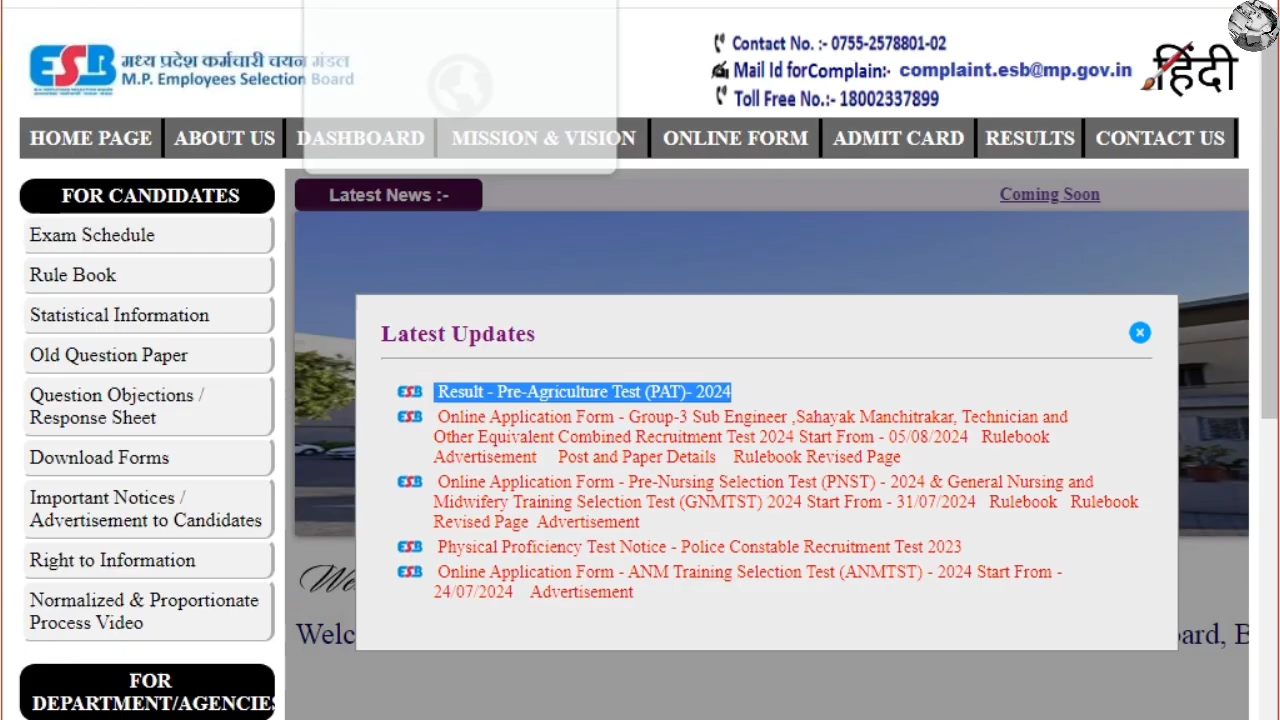 ESB मध्य प्रदेश कर्मचारी चयन मंडल
M.P. Employees Selection Board
Contact No. :- 0755-2578801-02
Mail Id forComplain:- complaint.esb@mp.gov.in
Toll Free No.:- 18002337899
हिंदी
HOME PAGE ABOUT US DASHBOARD MISSION & VISION ONLINE FORM ADMIT CARD RESULTS CONTACT US
FOR CANDIDATES
Exam Schedule
Rule Book
Statistical Information
Old Question Paper
Question Objections /
Response Sheet
Download Forms
Important Notices /
Advertisement to Candidates
Right to Information
Normalized & Proportionate
Process Video
FOR
DEPARTMENT/AGENCIES
Latest News :- Coming Soon
Latest Updates
ESB Result - Pre-Agriculture Test (PAT)- 2024
ESB Online Application Form - Group-3 Sub Engineer ,Sahayak Manchitrakar, Technician and
Other Equivalent Combined Recruitment Test 2024 Start From - 05/08/2024 Rulebook
Advertisement Post and Paper Details Rulebook Revised Page
ESB Online Application Form - Pre-Nursing Selection Test (PNST) - 2024 & General Nursing and
Midwifery Training Selection Test (GNMTST) 2024 Start From - 31/07/2024 Rulebook Rulebook
Revised Page Advertisement
ESB Physical Proficiency Test Notice - Police Constable Recruitment Test 2023
ESB Online Application Form - ANM Training Selection Test (ANMTST) - 2024 Start From -
24/07/2024 Advertisement